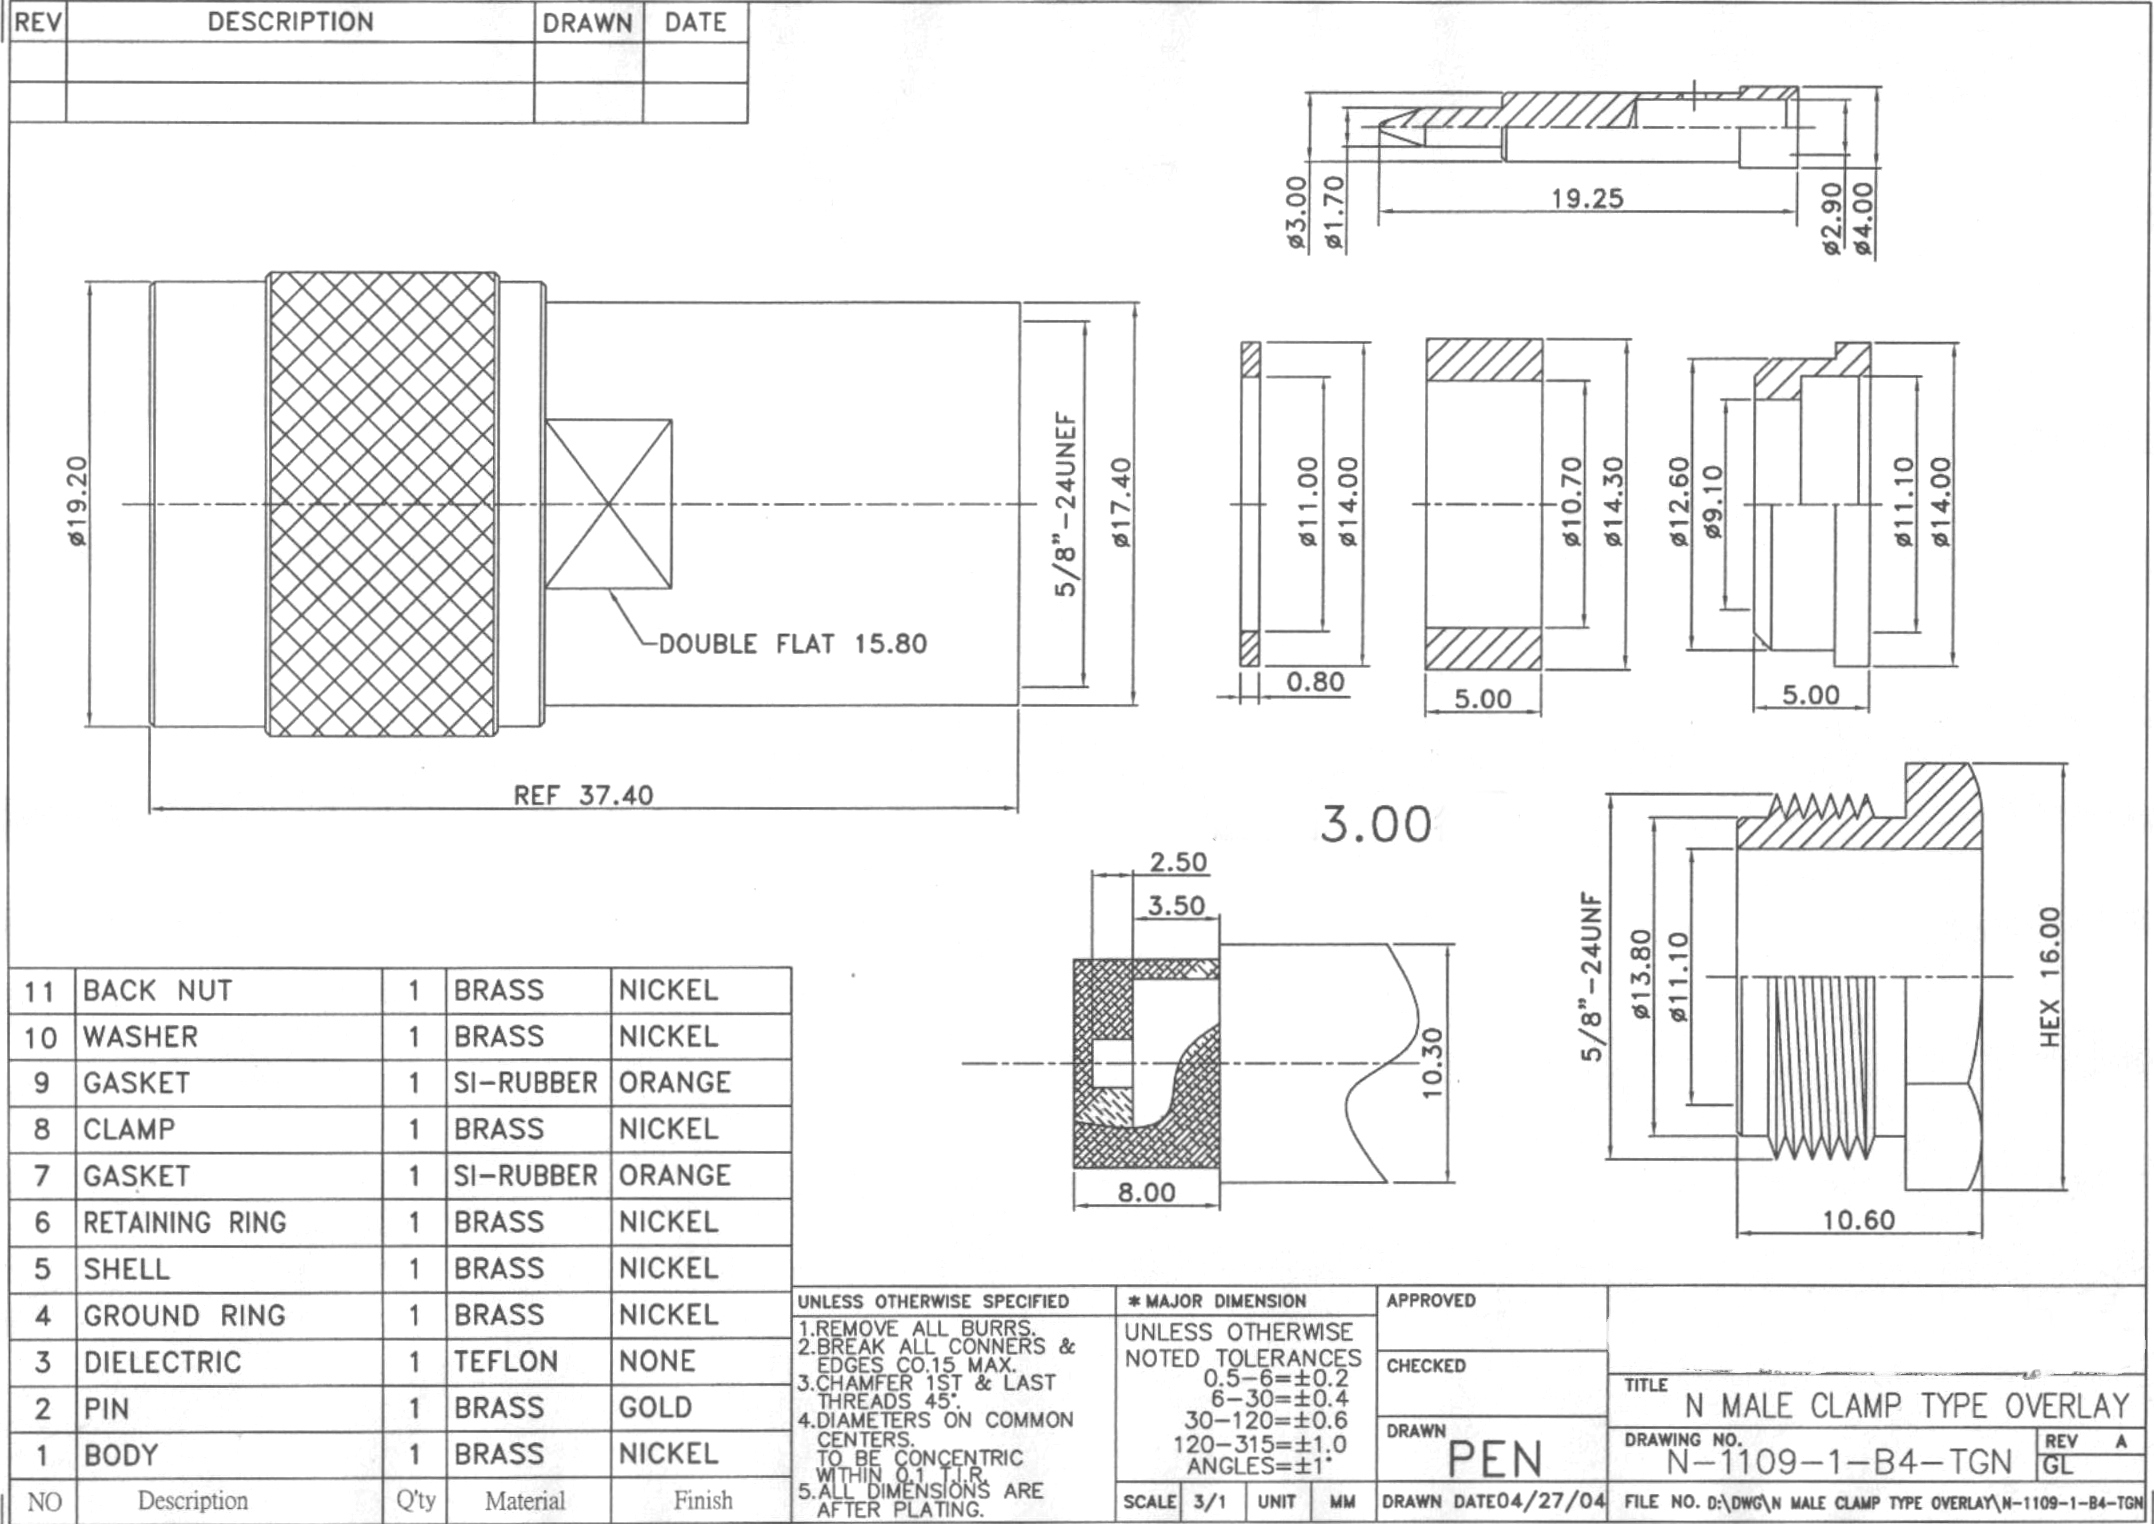 REV DESCRIPTION DRAWN DATE
ø3.00
ø1.70
19.25
ø2.90
ø4.00
ø19.20
5/8"-24UNEF
ø17.40
DOUBLE FLAT 15.80
REF 37.40
ø11.00
ø14.00
0.80
ø10.70
ø14.30
5.00
ø12.60
ø9.10
ø11.10
ø14.00
5.00
3.00
2.50
3.50
10.30
8.00
5/8"-24UNF
ø13.80
ø11.10
HEX 16.00
10.60
11 BACK NUT 1 BRASS NICKEL
10 WASHER 1 BRASS NICKEL
9 GASKET 1 SI-RUBBER ORANGE
8 CLAMP 1 BRASS NICKEL
7 GASKET 1 SI-RUBBER ORANGE
6 RETAINING RING 1 BRASS NICKEL
5 SHELL 1 BRASS NICKEL
4 GROUND RING 1 BRASS NICKEL
3 DIELECTRIC 1 TEFLON NONE
2 PIN 1 BRASS GOLD
1 BODY 1 BRASS NICKEL
NO Description Q'ty Material Finish
UNLESS OTHERWISE SPECIFIED
1.REMOVE ALL BURRS.
2.BREAK ALL CONNERS &
EDGES C0.15 MAX.
3.CHAMFER 1ST & LAST
THREADS 45°.
4.DIAMETERS ON COMMON
CENTERS.
TO BE CONCENTRIC
WITHIN 0.1 T.I.R.
5.ALL DIMENSIONS ARE
AFTER PLATING.
* MAJOR DIMENSION
UNLESS OTHERWISE
NOTED TOLERANCES
0.5-6=±0.2
6-30=±0.4
30-120=±0.6
120-315=±1.0
ANGLES=±1°
SCALE 3/1 UNIT MM
APPROVED
CHECKED
DRAWN PEN
DRAWN DATE04/27/04
TITLE N MALE CLAMP TYPE OVERLAY
DRAWING NO. N-1109-1-B4-TGN
REV A
GL
FILE NO. D:\DWG\N MALE CLAMP TYPE OVERLAY\N-1109-1-B4-TGN